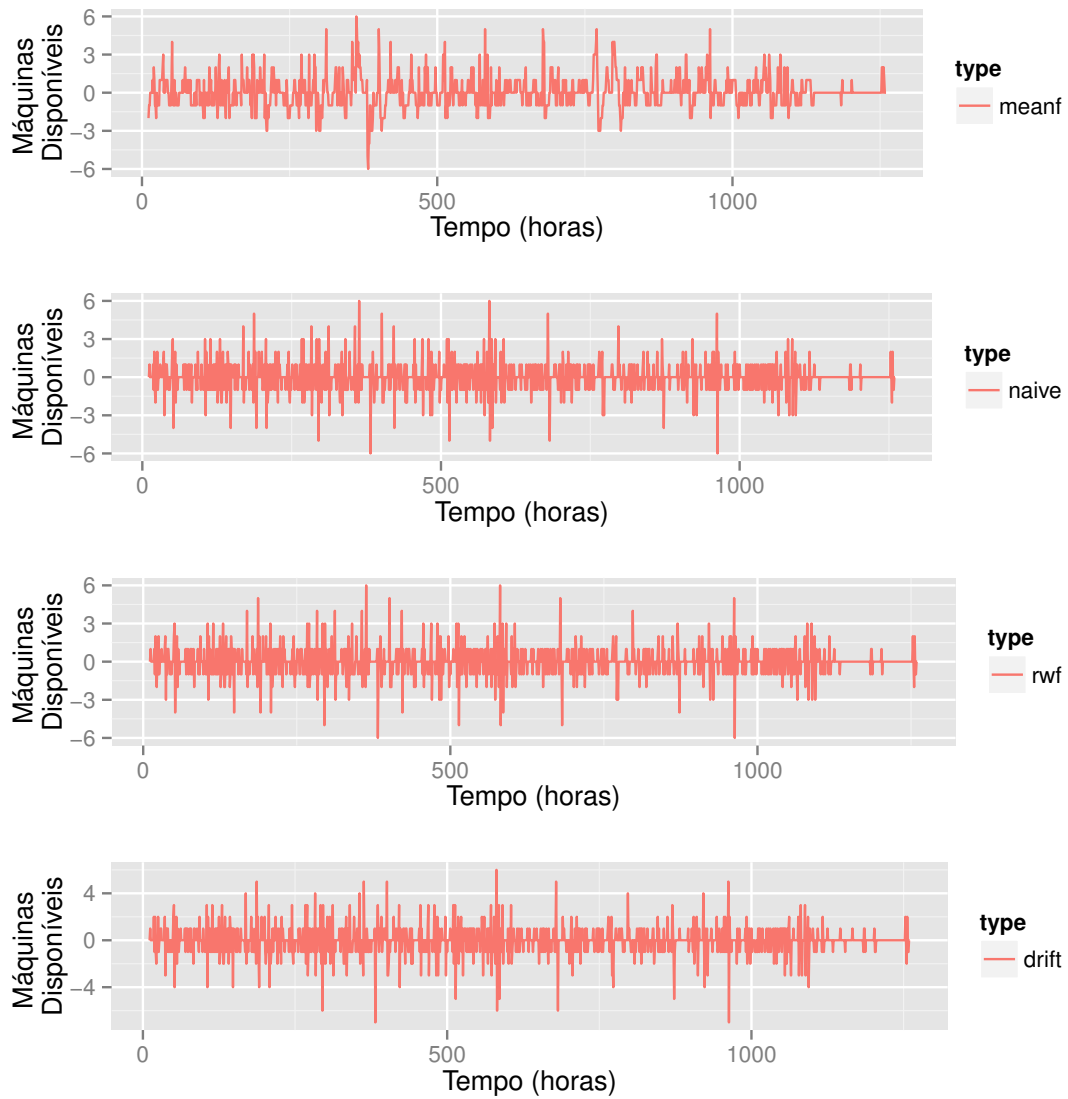 6
3
0
−3
−6
Máquinas
Disponíveis
0
500
1000
Tempo (horas)
type
meanf
6
3
0
−3
−6
Máquinas
Disponíveis
0
500
1000
Tempo (horas)
type
naive
6
3
0
−3
−6
Máquinas
Disponíveis
0
500
1000
Tempo (horas)
type
rwf
4
0
−4
Máquinas
Disponíveis
0
500
1000
Tempo (horas)
type
drift